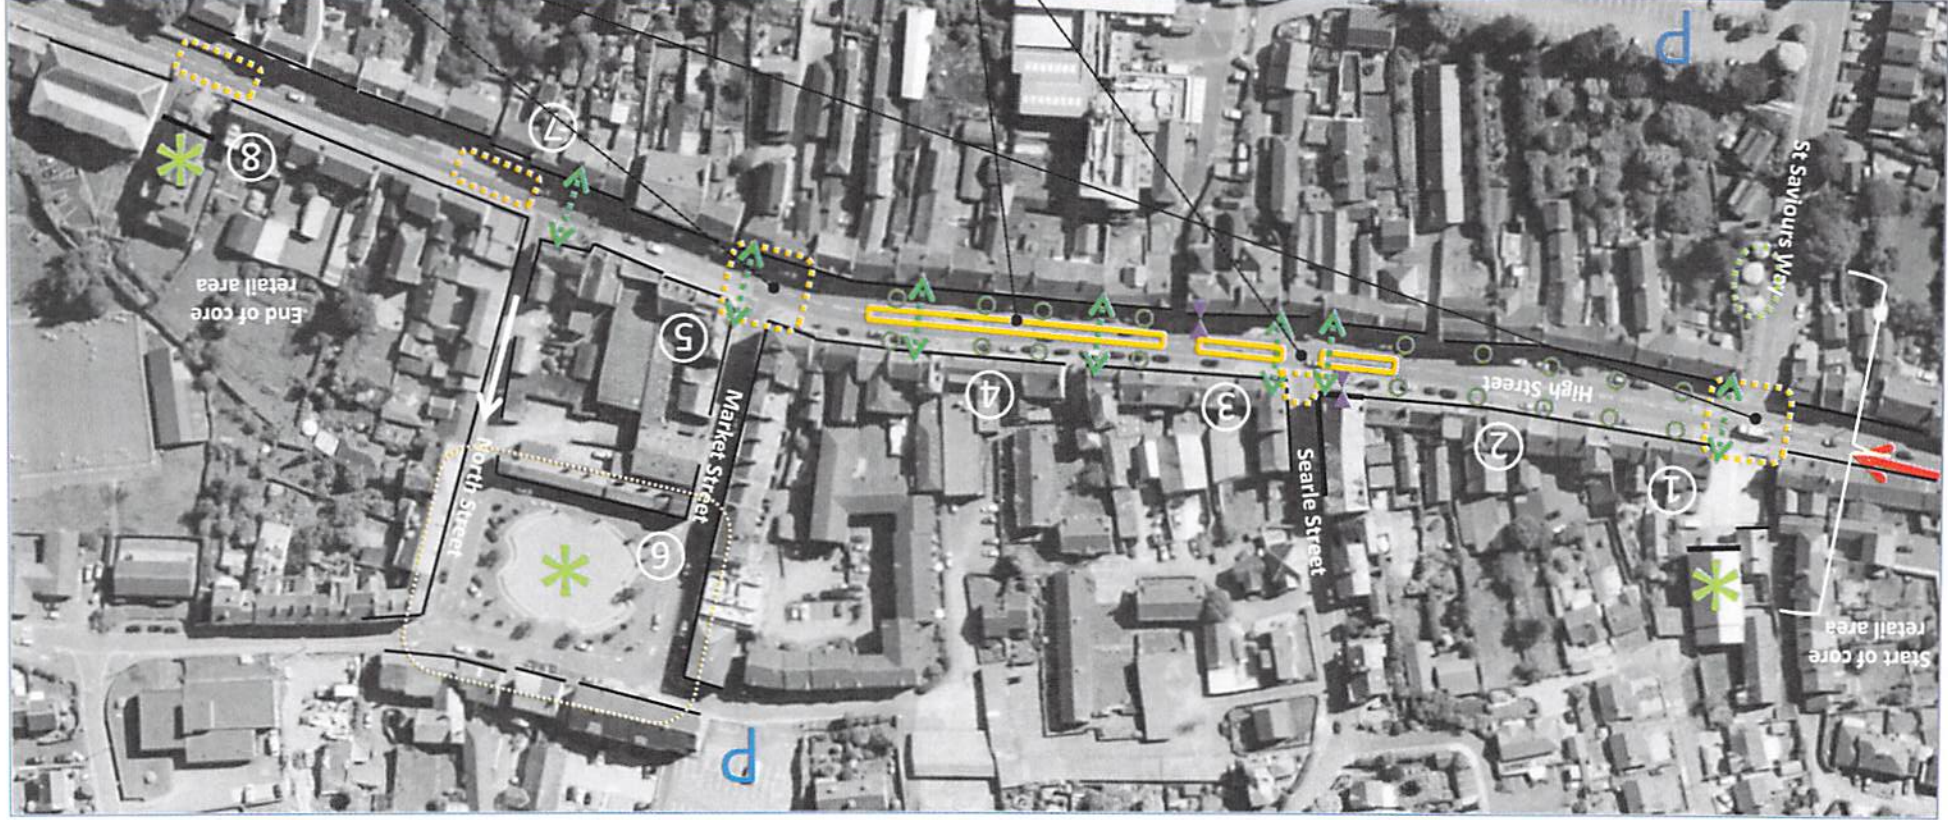 Start of core
retail area
1
St Saviours Way
High Street
2
Searle Street
3
4
Market Street
5
6
North Street
7
8
End of core
retail area
P
P